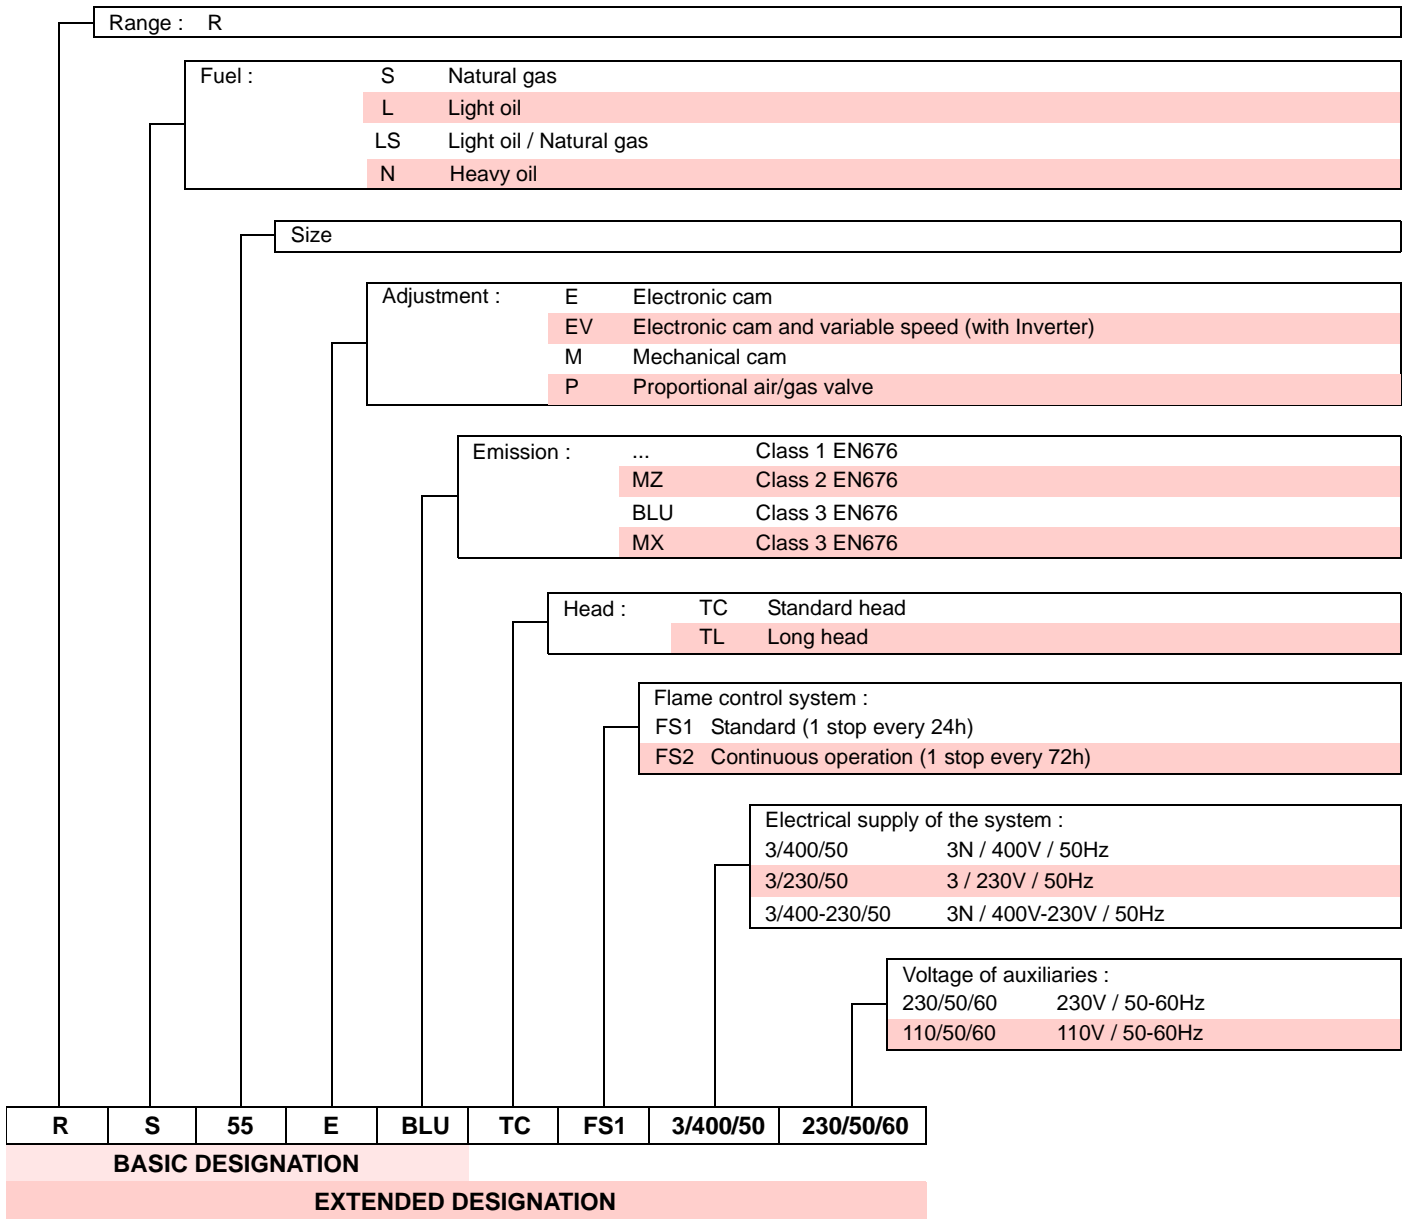 Range : R
Fuel : S Natural gas
L Light oil
LS Light oil / Natural gas
N Heavy oil
Size
Adjustment : E Electronic cam
EV Electronic cam and variable speed (with Inverter)
M Mechanical cam
P Proportional air/gas valve
Emission : ... Class 1 EN676
MZ Class 2 EN676
BLU Class 3 EN676
MX Class 3 EN676
Head : TC Standard head
TL Long head
Flame control system :
FS1 Standard (1 stop every 24h)
FS2 Continuous operation (1 stop every 72h)
Electrical supply of the system :
3/400/50 3N / 400V / 50Hz
3/230/50 3 / 230V / 50Hz
3/400-230/50 3N / 400V-230V / 50Hz
Voltage of auxiliaries :
230/50/60 230V / 50-60Hz
110/50/60 110V / 50-60Hz
R S 55 E BLU TC FS1 3/400/50 230/50/60
BASIC DESIGNATION
EXTENDED DESIGNATION